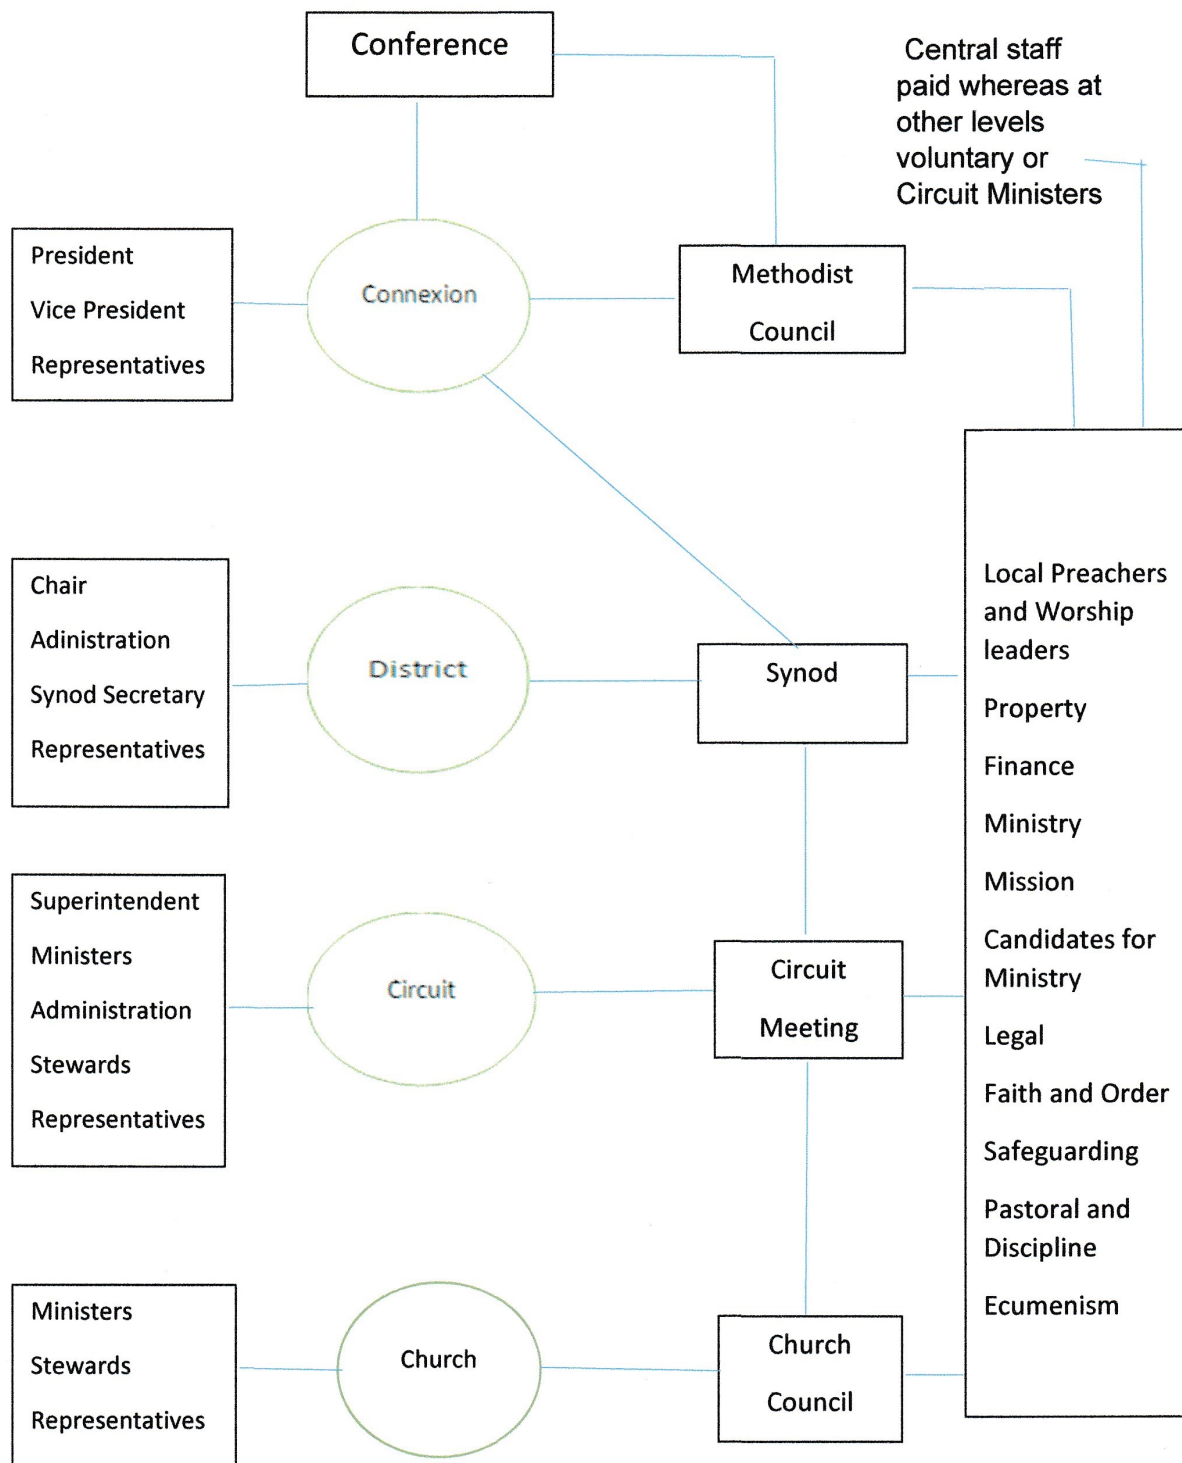 Conference
Central staff
paid whereas at
other levels
voluntary or
Circuit Ministers
President
Vice President
Representatives
Connexion
Methodist
Council
Chair
Adinistration
Synod Secretary
Representatives
District
Synod
Local Preachers
and Worship
leaders
Property
Finance
Ministry
Mission
Candidates for
Ministry
Legal
Faith and Order
Safeguarding
Pastoral and
Discipline
Ecumenism
Superintendent
Ministers
Administration
Stewards
Representatives
Circuit
Circuit
Meeting
Ministers
Stewards
Representatives
Church
Church
Council